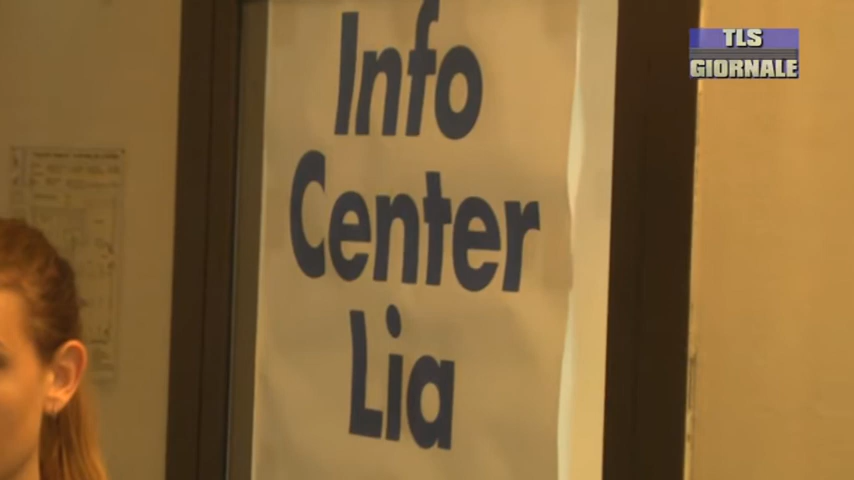 Info
Center
Lia
TLS
GIORNALE